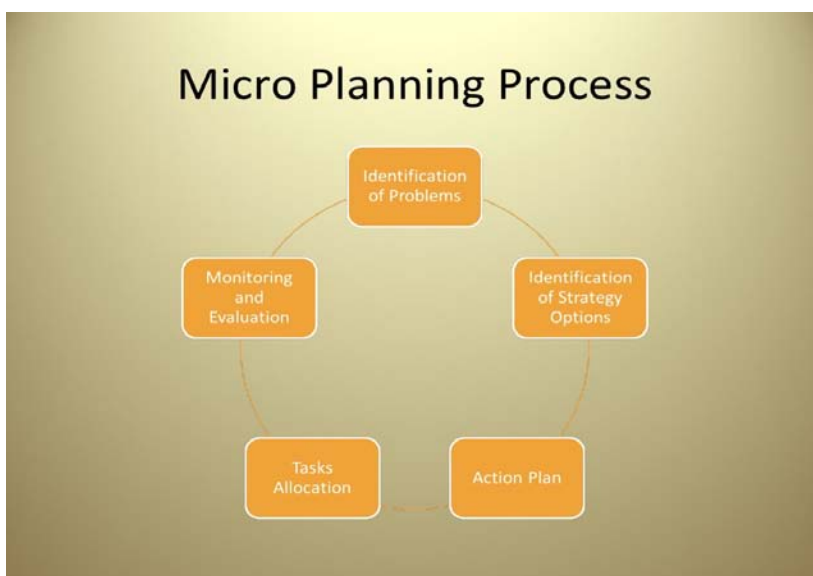 Micro Planning Process
Identification
of Problems
Identification
of Strategy
Options
Action Plan
Tasks
Allocation
Monitoring
and
Evaluation